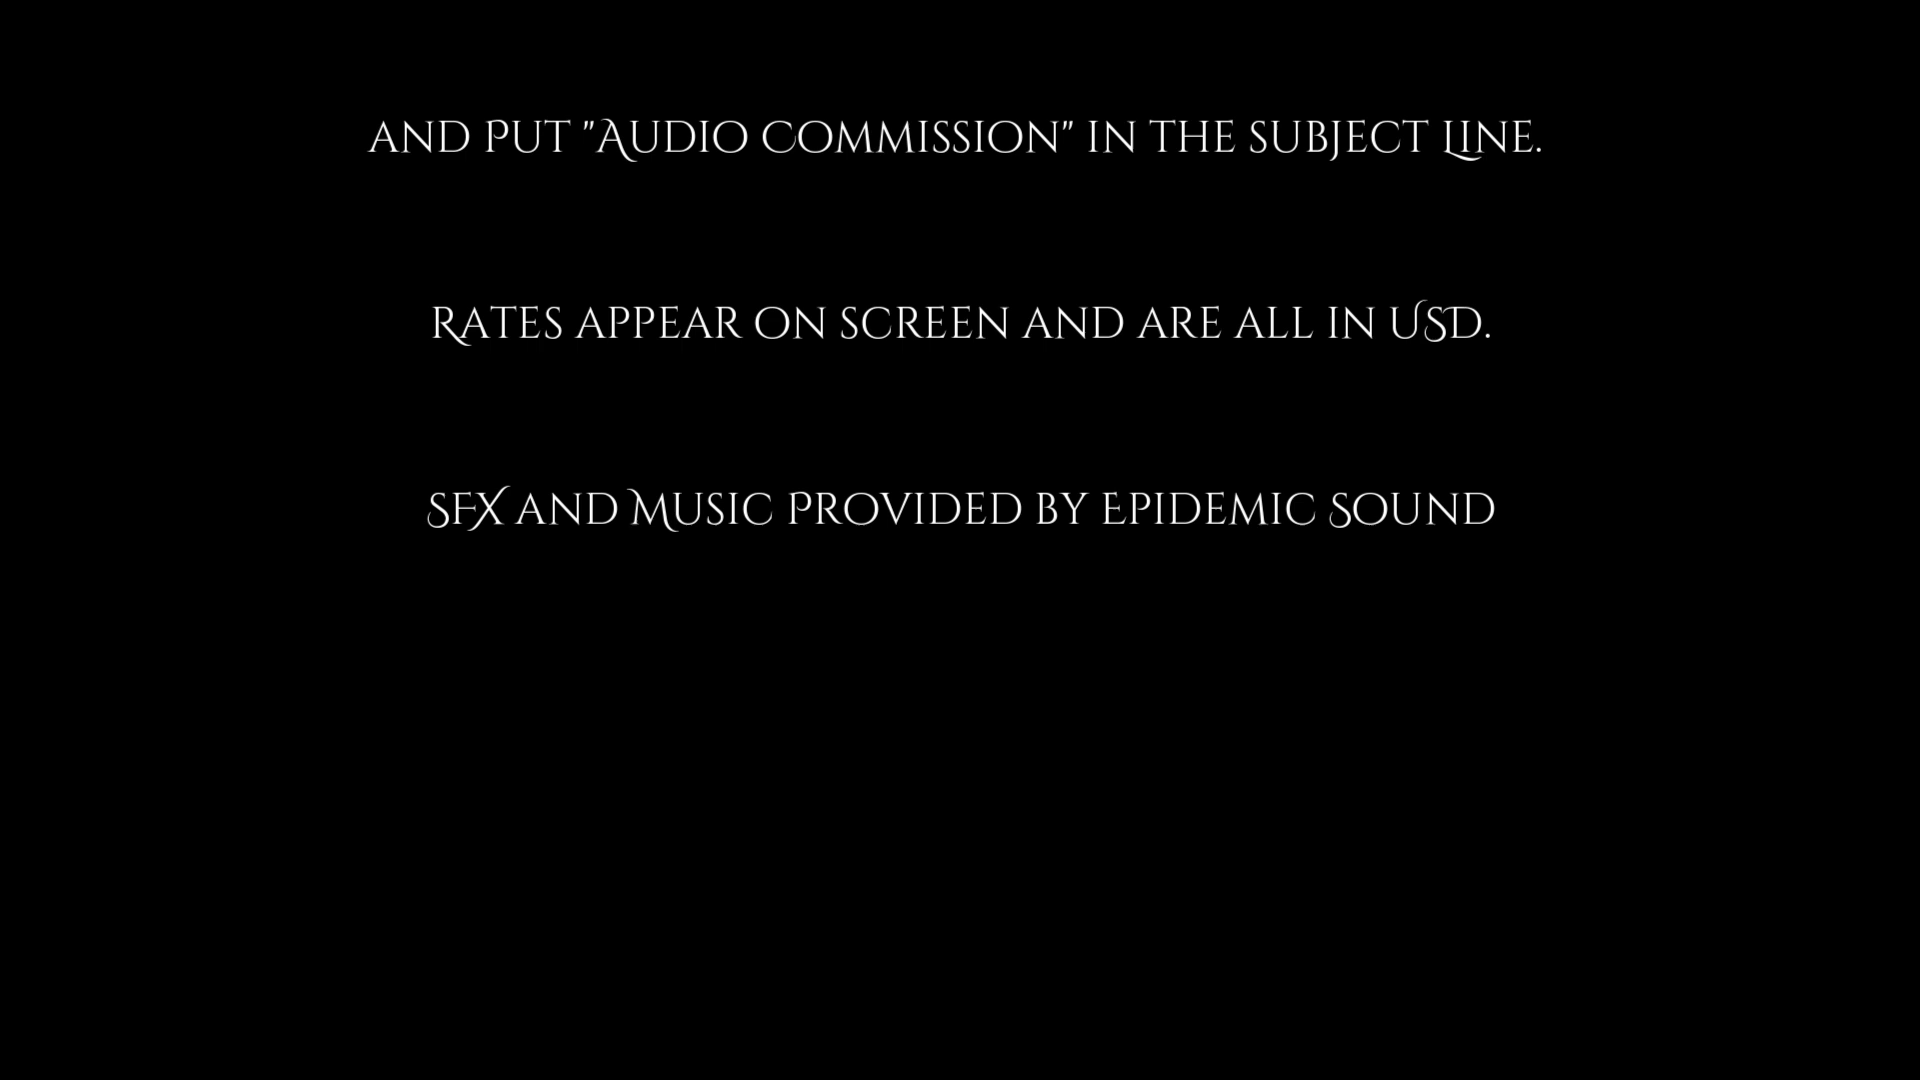 and Put "Audio Commission" in the subject Line.
Rates appear on screen and are all in USD.
SFX and Music Provided by Epidemic Sound